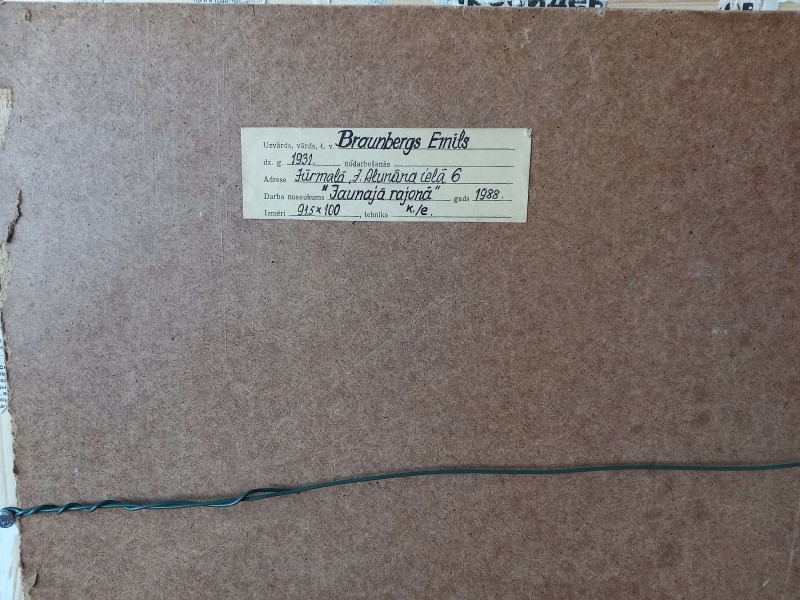 Uzvārds, vārds, t. v. Braunbergs Emīls
dz. g. 1931. nodarbošanās
Adrese Jūrmalā, J. Alunāna ielā 6
Darba nosaukums "Jaunajā rajonā" gads 1988.
Izmēri 91,5×100, tehnika k./e.